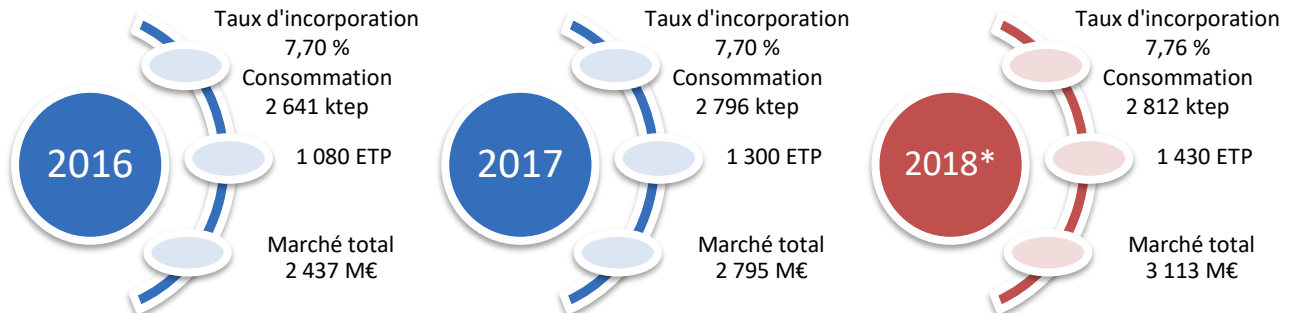 2016
Taux d'incorporation
7,70 %
Consommation
2 641 ktep
1 080 ETP
Marché total
2 437 M€
2017
Taux d'incorporation
7,70 %
Consommation
2 796 ktep
1 300 ETP
Marché total
2 795 M€
2018*
Taux d'incorporation
7,76 %
Consommation
2 812 ktep
1 430 ETP
Marché total
3 113 M€